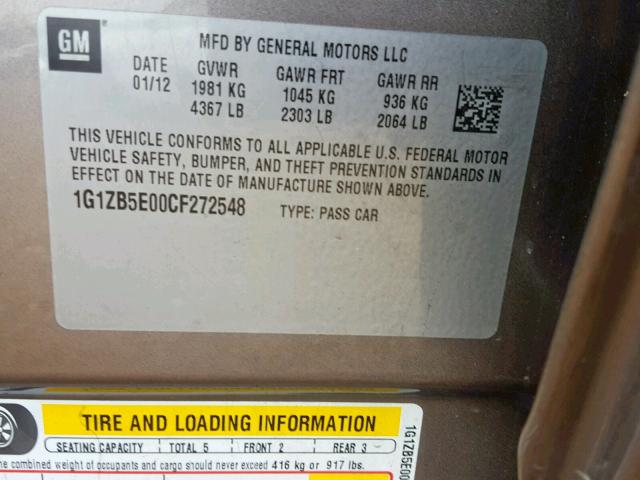 GM
MFD BY GENERAL MOTORS LLC
DATE GVWR GAWR FRT GAWR RR
01/12 1981 KG 1045 KG 936 KG
4367 LB 2303 LB 2064 LB
THIS VEHICLE CONFORMS TO ALL APPLICABLE U.S. FEDERAL MOTOR
VEHICLE SAFETY, BUMPER, AND THEFT PREVENTION STANDARDS IN
EFFECT ON THE DATE OF MANUFACTURE SHOWN ABOVE.
1G1ZB5E00CF272548 TYPE: PASS CAR
TIRE AND LOADING INFORMATION
SEATING CAPACITY TOTAL 5 FRONT 2 REAR 3
combined weight of occupants and cargo should never exceed 416 kg or 917 lbs.
1G1ZB5E00